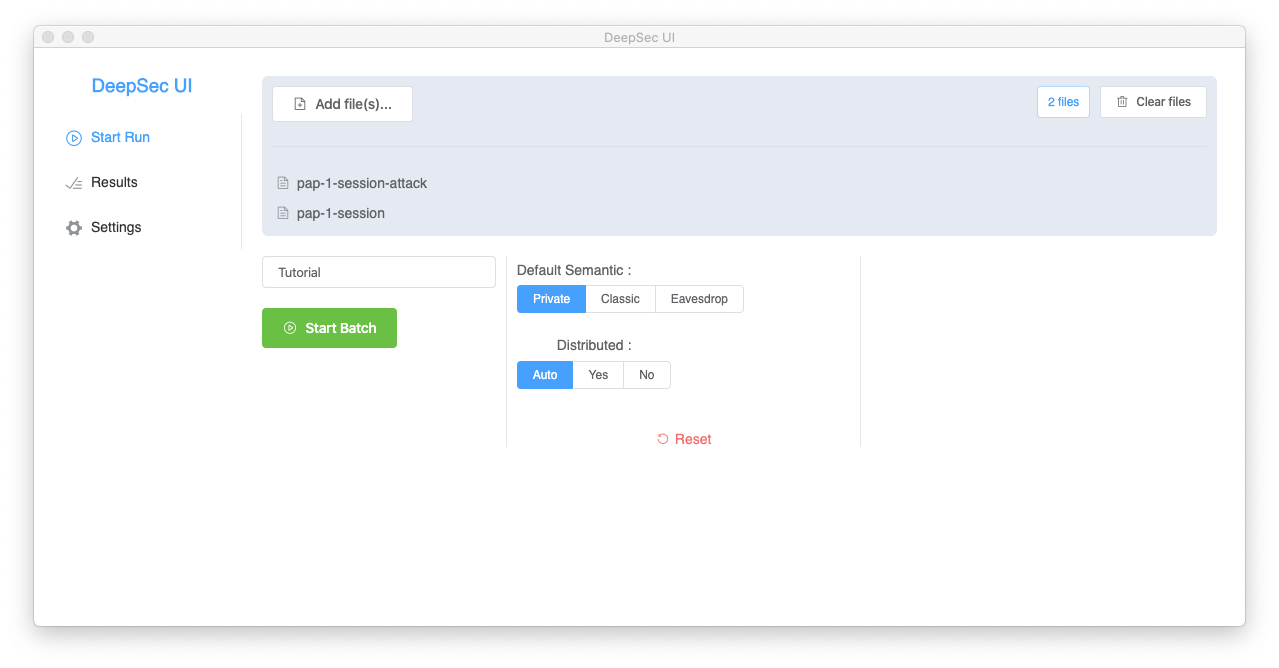 DeepSec UI
DeepSec UI
Start Run
Results
Settings
Add file(s)...
2 files
Clear files
pap-1-session-attack
pap-1-session
Tutorial
Start Batch
Default Semantic :
Private Classic Eavesdrop
Distributed :
Auto Yes No
Reset